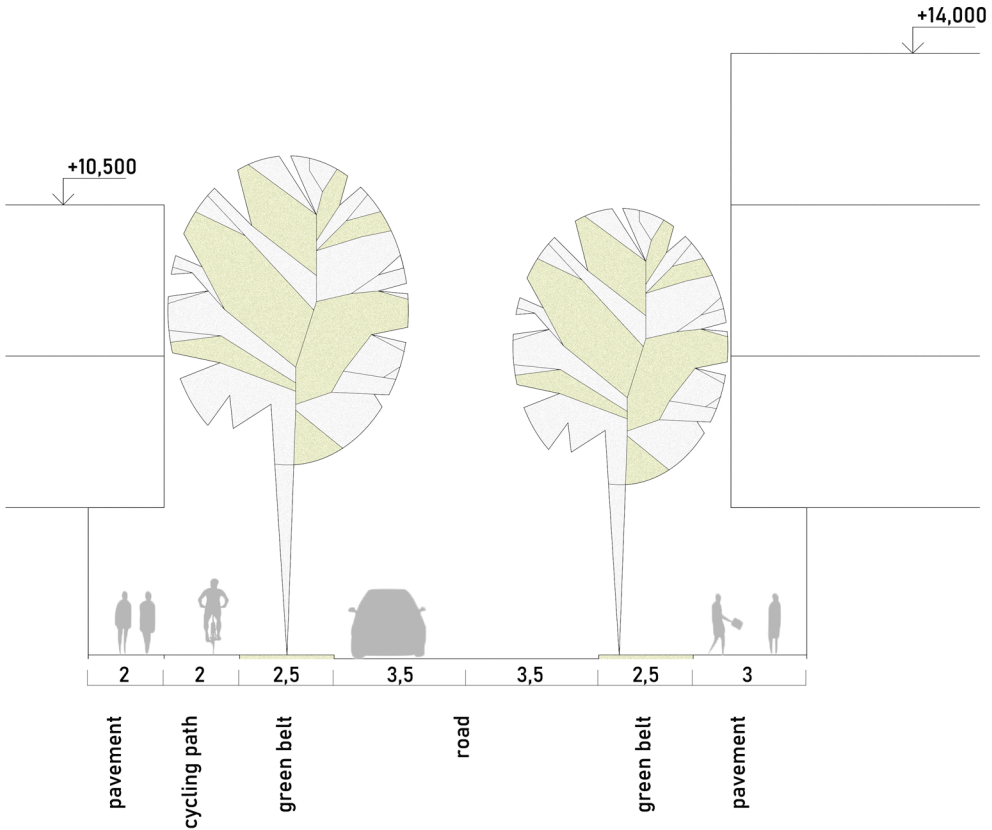 +14,000
+10,500
2 2 2,5 3,5 3,5 2,5 3
pavement
cycling path
green belt
road
green belt
pavement